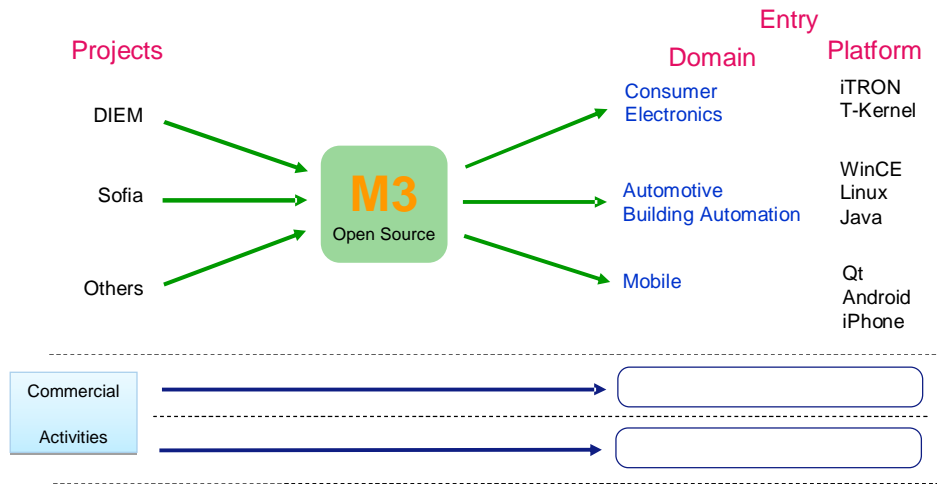 Entry
Projects
Domain
Platform
DIEM
Sofia
Others
M3
Open Source
Consumer
Electronics
Automotive
Building Automation
Mobile
iTRON
T-Kernel
WinCE
Linux
Java
Qt
Android
iPhone
Commercial
Activities